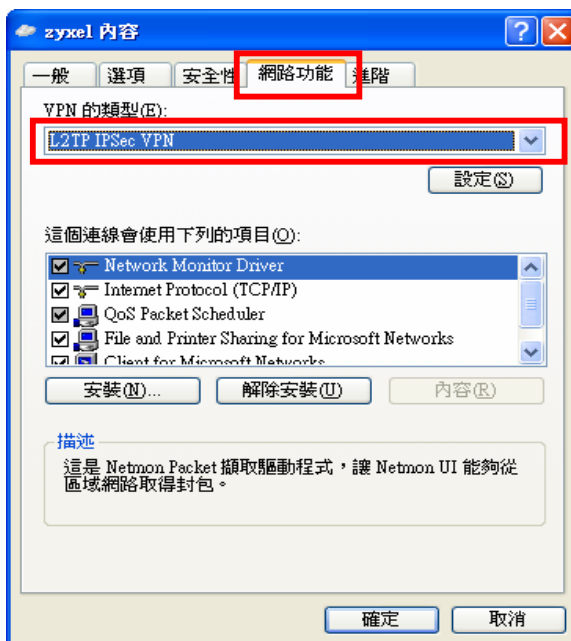 zyxel 內容
一般 選項 安全性 網路功能 進階
VPN 的類型(E):
L2TP IPSec VPN
設定(S)
這個連線會使用下列的項目(O):
Network Monitor Driver
Internet Protocol (TCP/IP)
QoS Packet Scheduler
File and Printer Sharing for Microsoft Networks
Client for Microsoft Networks
安裝(N)... 解除安裝(U) 內容(R)
描述
這是 Netmon Packet 擷取驅動程式，讓 Netmon UI 能夠從
區域網路取得封包。
確定 取消